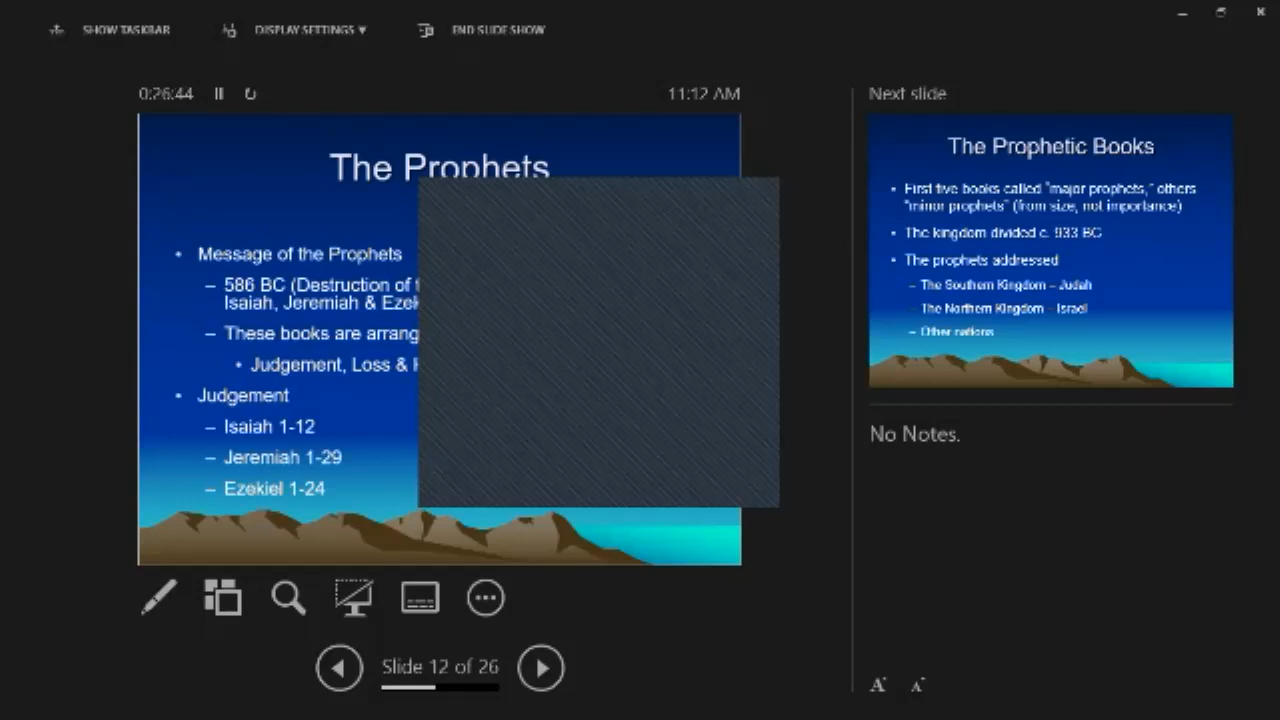 SHOW TASKBAR
DISPLAY SETTINGS ▼
END SLIDE SHOW
0:26:44
11:12 AM
The Prophets
• Message of the Prophets
– 586 BC (Destruction of
Isaiah, Jeremiah &
– These books are
• Judgement, Loss &
• Judgement
– Isaiah 1-12
– Jeremiah 1-29
– Ezekiel 1-24
Slide 12 of 26
Next slide
The Prophetic Books
• First five books called "major prophets," others
"minor prophets" (from size, not importance)
• The kingdom divided c. 933 BC
• The prophets addressed
– The Southern Kingdom – Judah
– The Northern Kingdom – Israel
– Other nations
No Notes.
A A